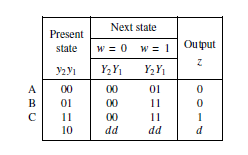 Present state Next state Output z
w = 0 w = 1
y2y1 Y2Y1 Y2Y1
A 00 00 01 0
B 01 00 11 0
C 11 00 11 1
10 dd dd d